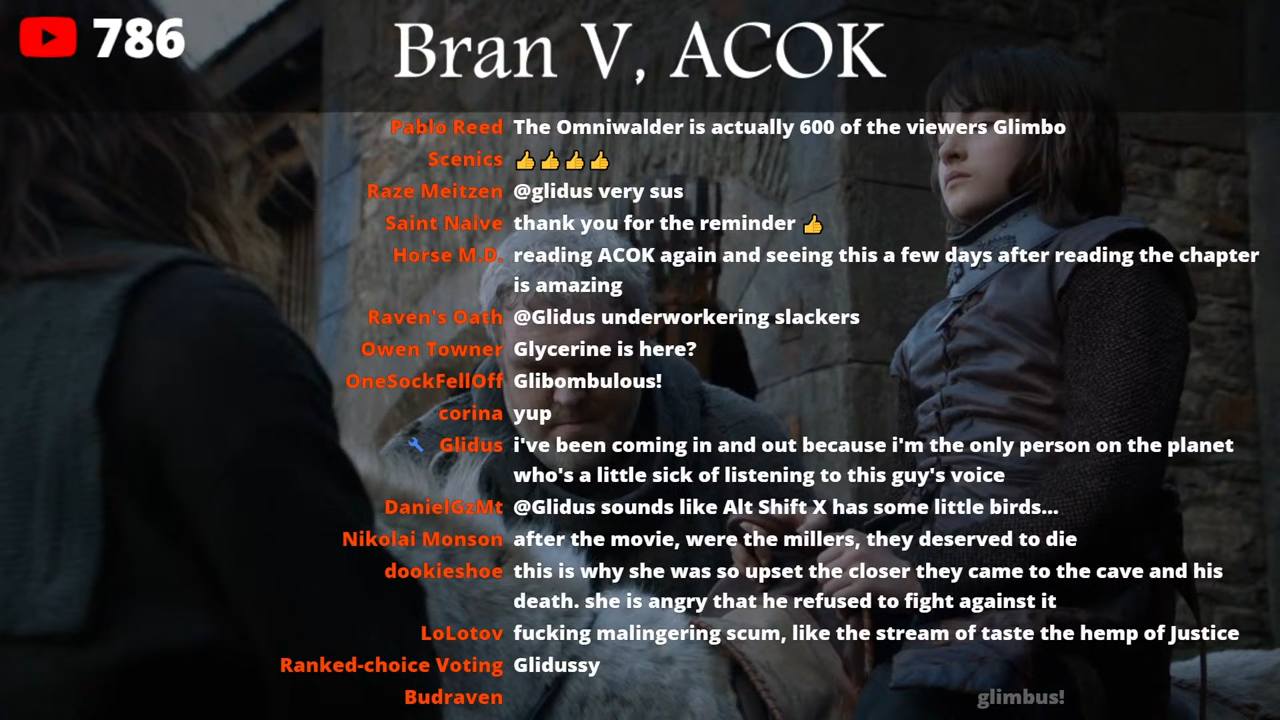 786
Bran V, ACOK
Pablo Reed The Omniwalder is actually 600 of the viewers Glimbo
Scenics 👍👍👍👍
Raze Meitzen @glidus very sus
Saint Naive thank you for the reminder 👍
Horse M.D. reading ACOK again and seeing this a few days after reading the chapter
is amazing
Raven's Oath @Glidus underworkering slackers
Owen Towner Glycerine is here?
OneSockFellOff Glibombulous!
corina yup
Glidus i've been coming in and out because i'm the only person on the planet
who's a little sick of listening to this guy's voice
DanielGzMt @Glidus sounds like Alt Shift X has some little birds...
Nikolai Monson after the movie, were the millers, they deserved to die
dookieshoe this is why she was so upset the closer they came to the cave and his
death. she is angry that he refused to fight against it
LoLotov fucking malingering scum, like the stream of taste the hemp of Justice
Ranked-choice Voting Glidussy
Budraven glimbus!